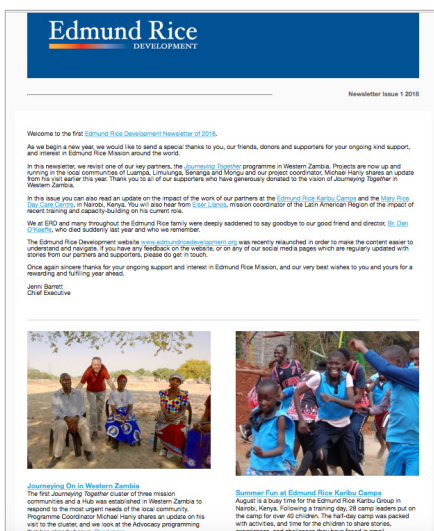 Edmund Rice
DEVELOPMENT
Newsletter Issue 1 2018
Welcome to the first Edmund Rice Development Newsletter of 2018.
As we begin a new year, we would like to send a special thanks to you, our friends, donors and supporters for your ongoing kind support,
and interest in Edmund Rice Mission around the world.
In this newsletter, we revisit one of our key partners, the Journeying Together programme in Western Zambia. Projects are now up and
running in the local communities of Luampa, Limulunga, Benangа and Mongu and our project coordinator, Michael Hanly shares an update
from his visit earlier this year. Thank you to all of our supporters who have generously donated to the vision of Journeying Together in
Western Zambia.
In this issue you can also read an update on the impact of the work of our partners at the Edmund Rice Karibu Camps and the Mary Rice
Day Care Centre, in Nairobi, Kenya. You will also hear from Elser Llanos, mission coordinator of the Latin American Region of the impact of
recent training and capacity-building on his current role.
We at ERD and many throughout the Edmund Rice family were deeply saddened to say goodbye to our good friend and director, Br. Dan
O'Keeffe, who died suddenly last year and who we remember.
The Edmund Rice Development website www.edmundricedevelopment.org was recently relaunched in order to make the content easier to
understand and navigate. If you have any feedback on the website, or on any of our social media pages which are regularly updated with
stories from our partners and supporters, please do get in touch.
Once again sincere thanks for your ongoing support and interest in Edmund Rice Mission, and our very best wishes to you and yours for a
rewarding and fulfilling year ahead.
Jenni Barrett
Chief Executive
Journeying On in Western Zambia
The first Journeying Together cluster of three mission
communities and a Hub was established in Western Zambia to
respond to the most urgent needs of the local community.
Programme Coordinator Michael Hanly shares an update on his
visit to the cluster, and we look at the Advocacy programming
Summer Fun at Edmund Rice Karibu Camps
August is a busy time for the Edmund Rice Karibu Group in
Nairobi, Kenya. Following a training day, 28 camp leaders put on
the camp for over 40 children. The half-day camp was packed
with activities, and time for the children to share stories,